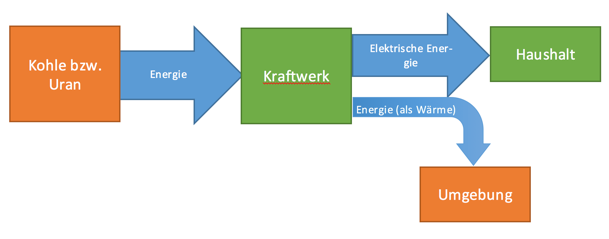 Kohle bzw.
Uran
Energie
Kraftwerk
Elektrische Ener-
gie
Haushalt
Energie (als Wärme)
Umgebung